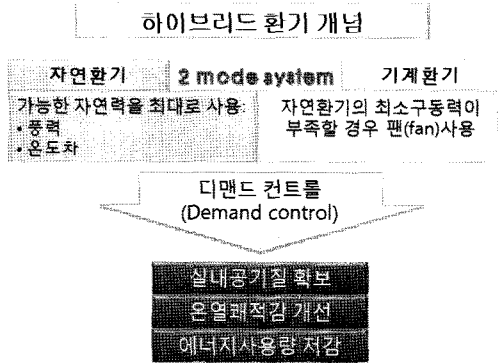 하이브리드 환기 개념
자연환기 2 mode system 기계환기
가능한 자연력을 최대로 사용:
• 풍력
• 온도차
자연환기의 최소구동력이
부족할 경우 팬(fan)사용
디맨드 컨트롤
(Demand control)
실내공기질 확보
온열쾌적감 개선
에너지사용량 저감